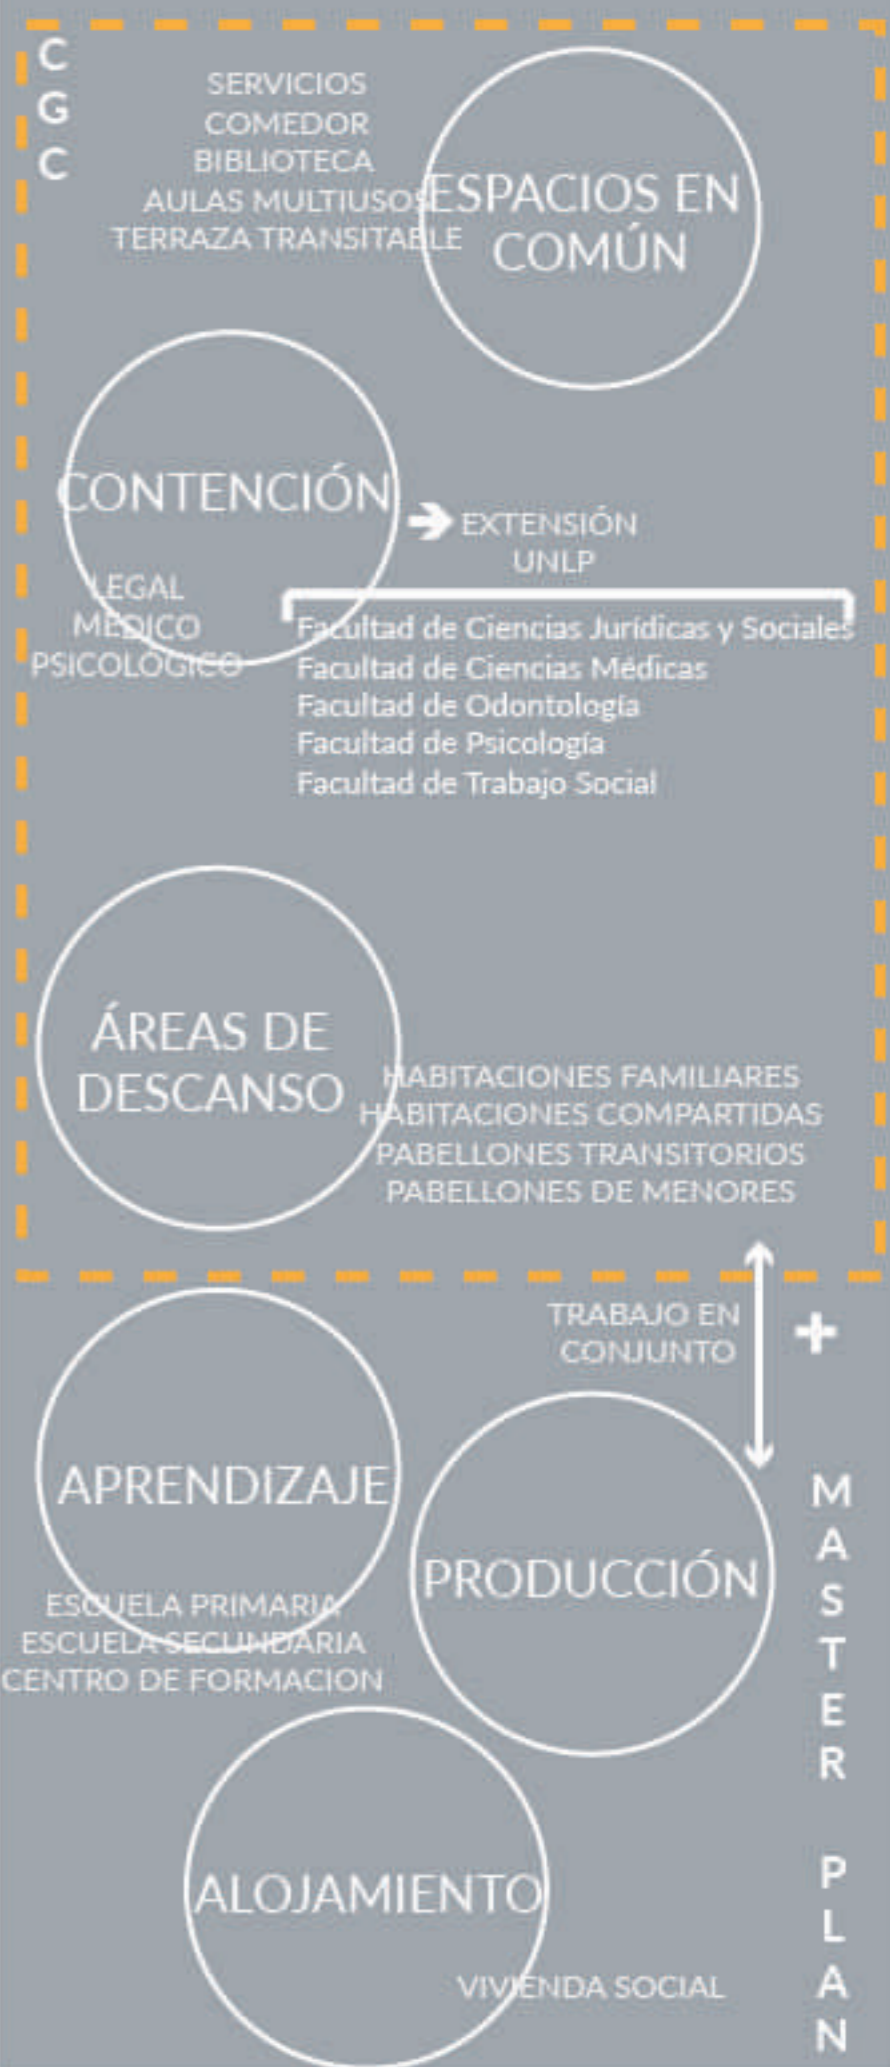 C
G
C
SERVICIOS
COMEDOR
BIBLIOTECA
AULAS MULTIUSOS
TERRAZA TRANSITABLE
ESPACIOS EN
COMÚN
CONTENCIÓN
LEGAL
MÉDICO
PSICOLÓGICO
EXTENSIÓN
UNLP
Facultad de Ciencias Jurídicas y Sociales
Facultad de Ciencias Médicas
Facultad de Odontología
Facultad de Psicología
Facultad de Trabajo Social
ÁREAS DE
DESCANSO
HABITACIONES FAMILIARES
HABITACIONES COMPARTIDAS
PABELLONES TRANSITORIOS
PABELLONES DE MENORES
TRABAJO EN
CONJUNTO
+
APRENDIZAJE
ESCUELA PRIMARIA
ESCUELA SECUNDARIA
CENTRO DE FORMACION
PRODUCCIÓN
ALOJAMIENTO
VIVIENDA SOCIAL
M
A
S
T
E
R
P
L
A
N